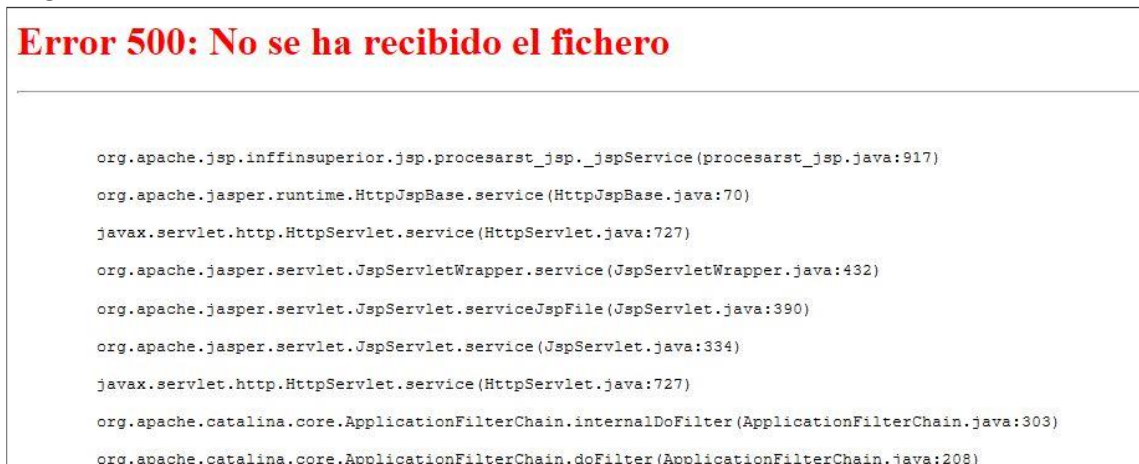 Error 500: No se ha recibido el fichero
org.apache.jsp.inffinsuperior.jsp.procesarst_jsp._jspService(procesarst_jsp.java:917)
org.apache.jasper.runtime.HttpJspBase.service(HttpJspBase.java:70)
javax.servlet.http.HttpServlet.service(HttpServlet.java:727)
org.apache.jasper.servlet.JspServletWrapper.service(JspServletWrapper.java:432)
org.apache.jasper.servlet.JspServlet.serviceJspFile(JspServlet.java:390)
org.apache.jasper.servlet.JspServlet.service(JspServlet.java:334)
javax.servlet.http.HttpServlet.service(HttpServlet.java:727)
org.apache.catalina.core.ApplicationFilterChain.internalDoFilter(ApplicationFilterChain.java:303)
org.apache.catalina.core.ApplicationFilterChain.doFilter(ApplicationFilterChain.java:208)